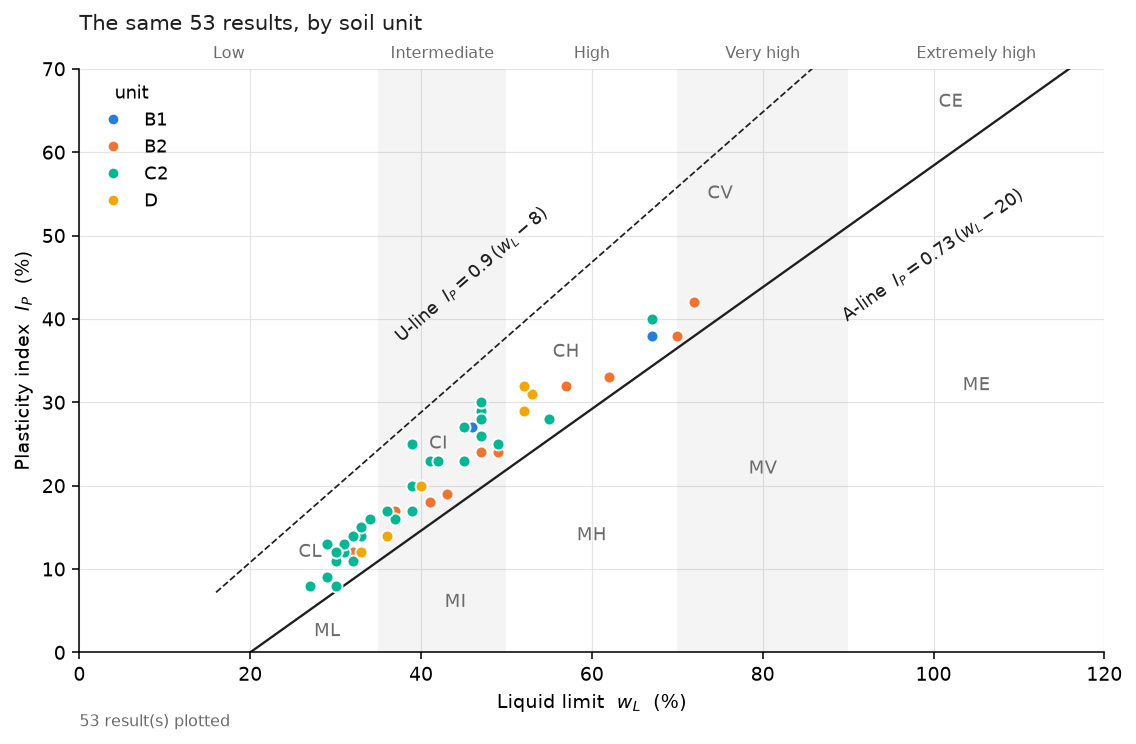 The same 53 results, by soil unit
Low Intermediate High Very high Extremely high
70
60
50
40
30
20
10
0
Plasticity index I_P (%)
unit
B1
B2
C2
D
U-line I_P = 0.9 (w_L − 8)
A-line I_P = 0.73 (w_L − 20)
CE
CV
CH
ME
CI
MV
CL
MH
MI
ML
0 20 40 60 80 100 120
Liquid limit w_L (%)
53 result(s) plotted